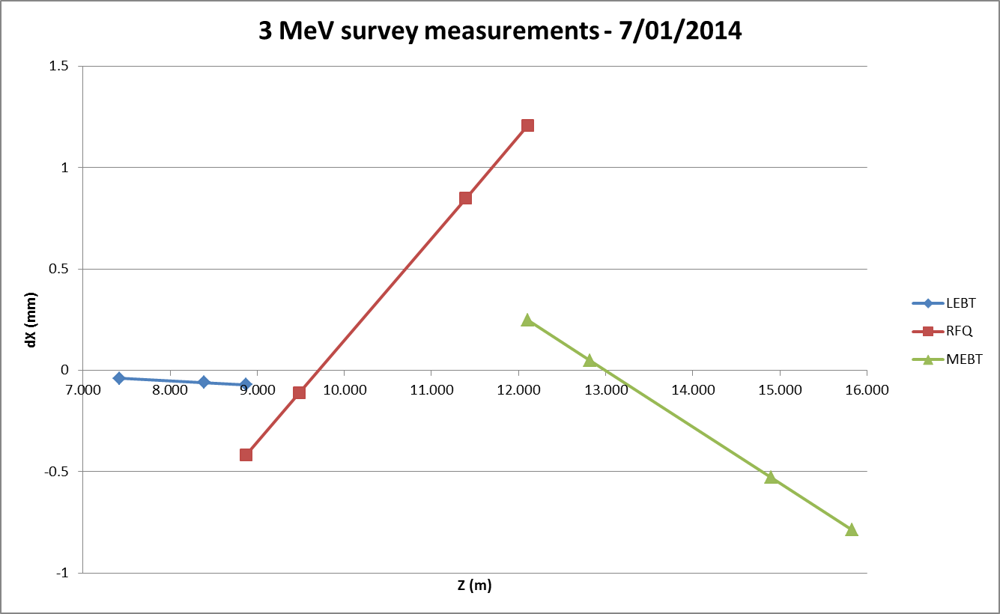 3 MeV survey measurements - 7/01/2014
1.5
1
0.5
0
-0.5
-1
dX (mm)
7.000 8.000 9.000 10.000 11.000 12.000 13.000 14.000 15.000 16.000
Z (m)
LEBT
RFQ
MEBT